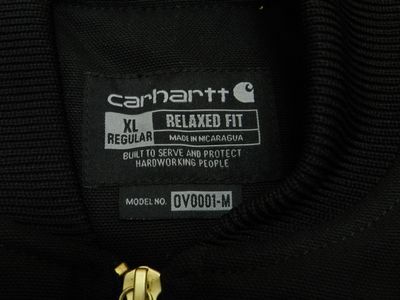 carhartt
XL REGULAR
RELAXED FIT
MADE IN NICARAGUA
BUILT TO SERVE AND PROTECT
HARDWORKING PEOPLE
MODEL NO. OV0001-M